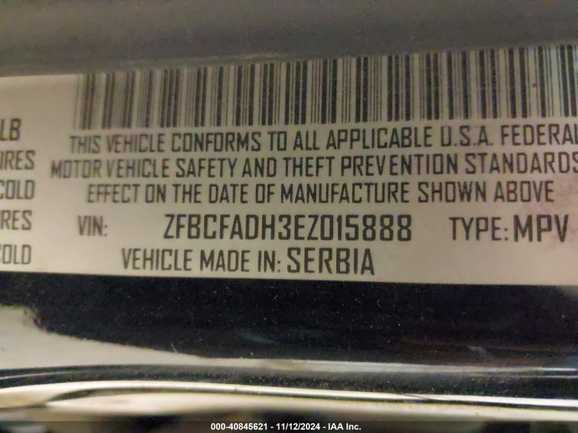 LB
THIS VEHICLE CONFORMS TO ALL APPLICABLE U.S.A. FEDERAL
URES
MOTOR VEHICLE SAFETY AND THEFT PREVENTION STANDARDS
COLD
EFFECT ON THE DATE OF MANUFACTURE SHOWN ABOVE
RES
VIN: ZFBCFADH3EZ015888 TYPE: MPV
COLD
VEHICLE MADE IN: SERBIA
000-40845621 - 11/12/2024 - IAA Inc.